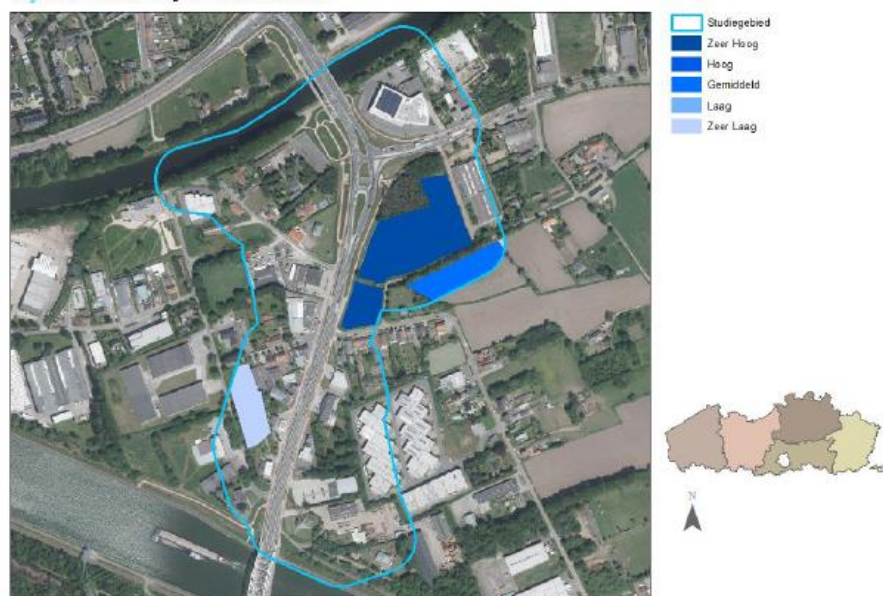 Studiegebied
Zeer Hoog
Hoog
Gemiddeld
Laag
Zeer Laag
N